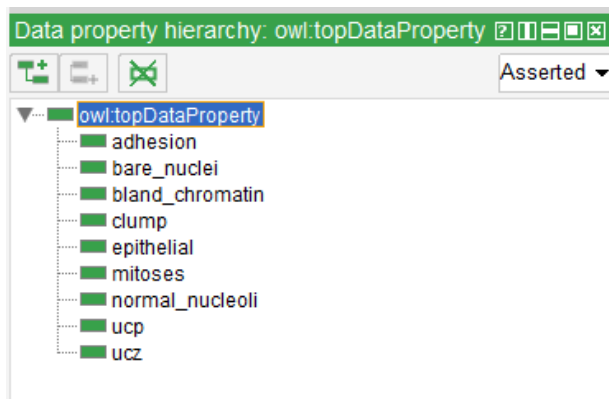 Data property hierarchy: owl:topDataProperty
Asserted
owl:topDataProperty
adhesion
bare_nuclei
bland_chromatin
clump
epithelial
mitoses
normal_nucleoli
ucp
ucz